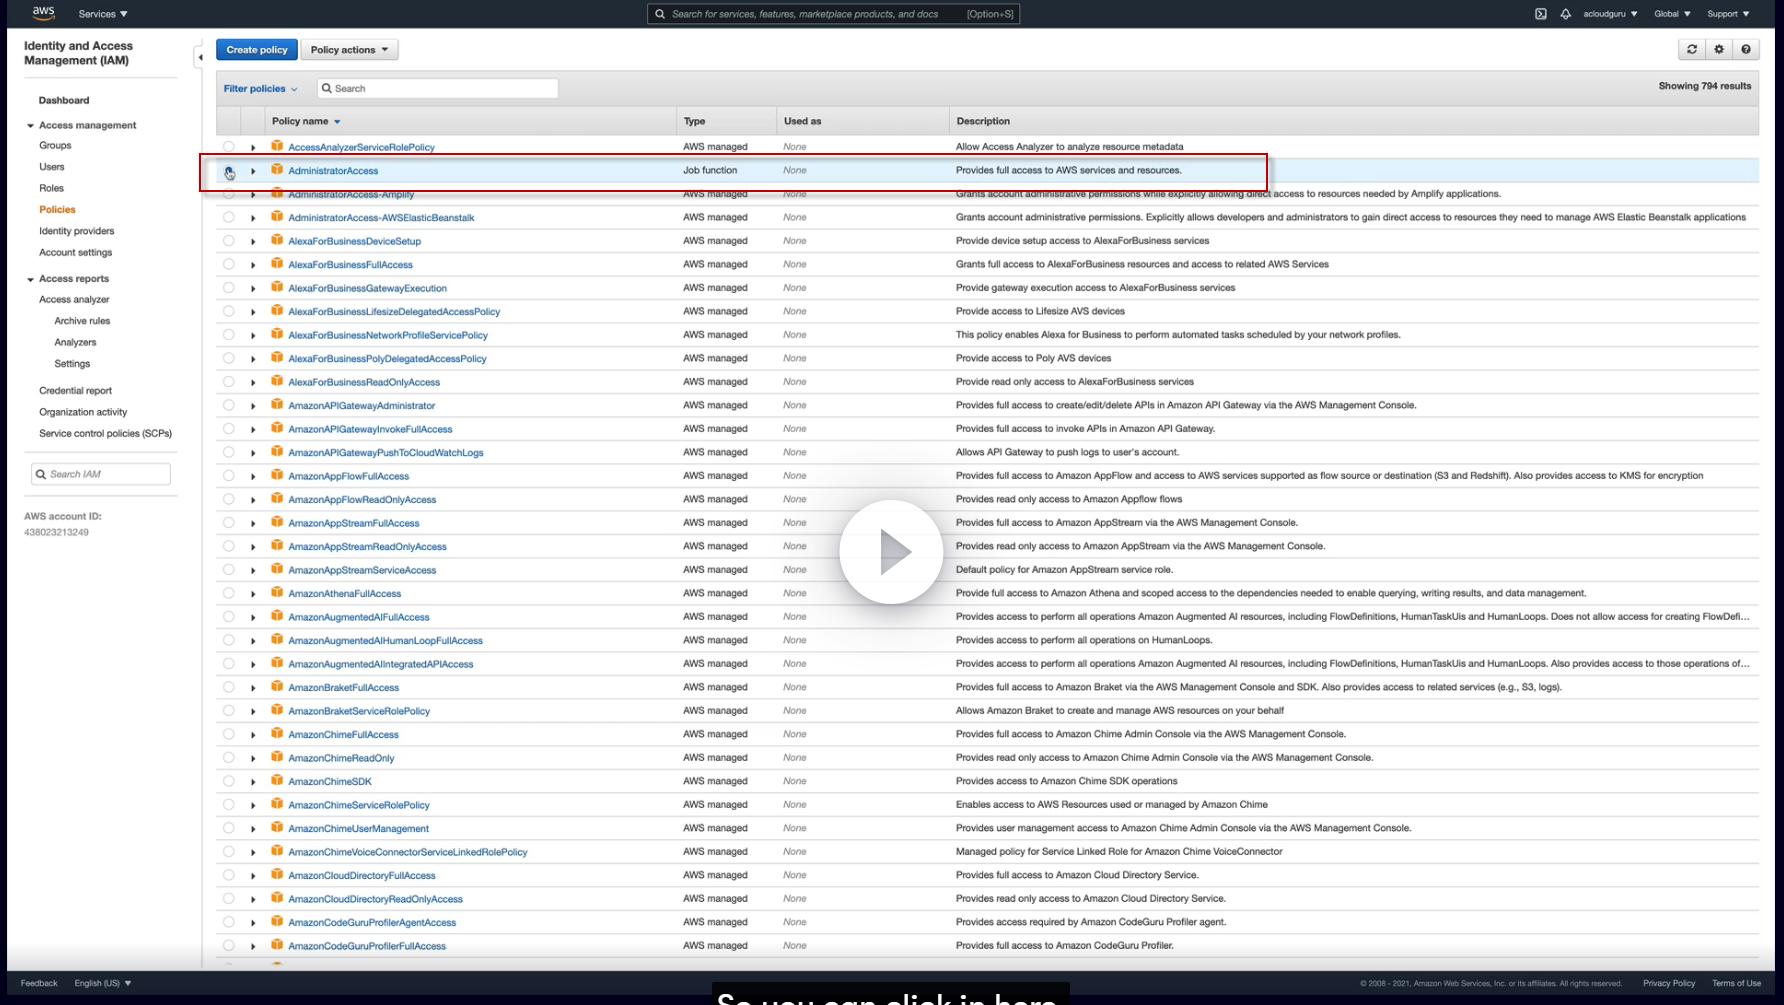 aws Services Search for services, features, marketplace products, and docs [Option+S] acloudguru Global Support
Identity and Access
Management (IAM)
Create policy Policy actions
Filter policies Search Showing 794 results
Dashboard
Access management
Groups
Users
Roles
Policies
Identity providers
Account settings
Access reports
Access analyzer
Archive rules
Analyzers
Settings
Credential report
Organization activity
Service control policies (SCPs)
Search IAM
AWS account ID:
438023213249
Policy name Type Used as Description
AccessAnalyzerServiceRolePolicy AWS managed None Allow Access Analyzer to analyze resource metadata
AdministratorAccess Job function None Provides full access to AWS services and resources.
AdministratorAccess-Amplify AWS managed None Grants account administrative permissions while explicitly allowing direct access to resources needed by Amplify applications.
AdministratorAccess-AWSElasticBeanstalk AWS managed None Grants account administrative permissions. Explicitly allows developers and administrators to gain direct access to resources they need to manage AWS Elastic Beanstalk applications
AlexaForBusinessDeviceSetup AWS managed None Provide device setup access to AlexaForBusiness services
AlexaForBusinessFullAccess AWS managed None Grants full access to AlexaForBusiness resources and access to related AWS Services
AlexaForBusinessGatewayExecution AWS managed None Provide gateway execution access to AlexaForBusiness services
AlexaForBusinessLifesizeDelegatedAccessPolicy AWS managed None Provide access to Lifesize AVS devices
AlexaForBusinessNetworkProfileServicePolicy AWS managed None This policy enables Alexa for Business to perform automated tasks scheduled by your network profiles.
AlexaForBusinessPolyDelegatedAccessPolicy AWS managed None Provide access to Poly AVS devices
AlexaForBusinessReadOnlyAccess AWS managed None Provide read only access to AlexaForBusiness services
AmazonAPIGatewayAdministrator AWS managed None Provides full access to create/edit/delete APIs in Amazon API Gateway via the AWS Management Console.
AmazonAPIGatewayInvokeFullAccess AWS managed None Provides full access to invoke APIs in Amazon API Gateway.
AmazonAPIGatewayPushToCloudWatchLogs AWS managed None Allows API Gateway to push logs to user's account.
AmazonAppFlowFullAccess AWS managed None Provides full access to Amazon AppFlow and access to AWS services supported as flow source or destination (S3 and Redshift). Also provides access to KMS for encryption
AmazonAppFlowReadOnlyAccess AWS managed None Provides read only access to Amazon Appflow flows
AmazonAppStreamFullAccess AWS managed None Provides full access to Amazon AppStream via the AWS Management Console.
AmazonAppStreamReadOnlyAccess AWS managed None Provides read only access to Amazon AppStream via the AWS Management Console.
AmazonAppStreamServiceAccess AWS managed None Default policy for Amazon AppStream service role.
AmazonAthenaFullAccess AWS managed None Provide full access to Amazon Athena and scoped access to the dependencies needed to enable querying, writing results, and data management.
AmazonAugmentedAIFullAccess AWS managed None Provides access to perform all operations Amazon Augmented AI resources, including FlowDefinitions, HumanTaskUis and HumanLoops. Does not allow access for creating FlowDefi...
AmazonAugmentedAIHumanLoopFullAccess AWS managed None Provides access to perform all operations on HumanLoops.
AmazonAugmentedAIIntegratedAPIAccess AWS managed None Provides access to perform all operations Amazon Augmented AI resources, including FlowDefinitions, HumanTaskUis and HumanLoops. Also provides access to those operations of...
AmazonBraketFullAccess AWS managed None Provides full access to Amazon Braket via the AWS Management Console and SDK. Also provides access to related services (e.g., S3, logs).
AmazonBraketServiceRolePolicy AWS managed None Allows Amazon Braket to create and manage AWS resources on your behalf
AmazonChimeFullAccess AWS managed None Provides full access to Amazon Chime Admin Console via the AWS Management Console.
AmazonChimeReadOnly AWS managed None Provides read only access to Amazon Chime Admin Console via the AWS Management Console.
AmazonChimeSDK AWS managed None Provides access to Amazon Chime SDK operations
AmazonChimeServiceRolePolicy AWS managed None Enables access to AWS Resources used or managed by Amazon Chime
AmazonChimeUserManagement AWS managed None Provides user management access to Amazon Chime Admin Console via the AWS Management Console.
AmazonChimeVoiceConnectorServiceLinkedRolePolicy AWS managed None Managed policy for Service Linked Role for Amazon Chime VoiceConnector
AmazonCloudDirectoryFullAccess AWS managed None Provides full access to Amazon Cloud Directory Service.
AmazonCloudDirectoryReadOnlyAccess AWS managed None Provides read only access to Amazon Cloud Directory Service.
AmazonCodeGuruProfilerAgentAccess AWS managed None Provides access required by Amazon CodeGuru Profiler agent.
AmazonCodeGuruProfilerFullAccess AWS managed None Provides full access to Amazon CodeGuru Profiler.
Feedback English (US) © 2008 - 2021, Amazon Web Services, Inc. or its affiliates. All rights reserved. Privacy Policy Terms of Use
So you can click in here